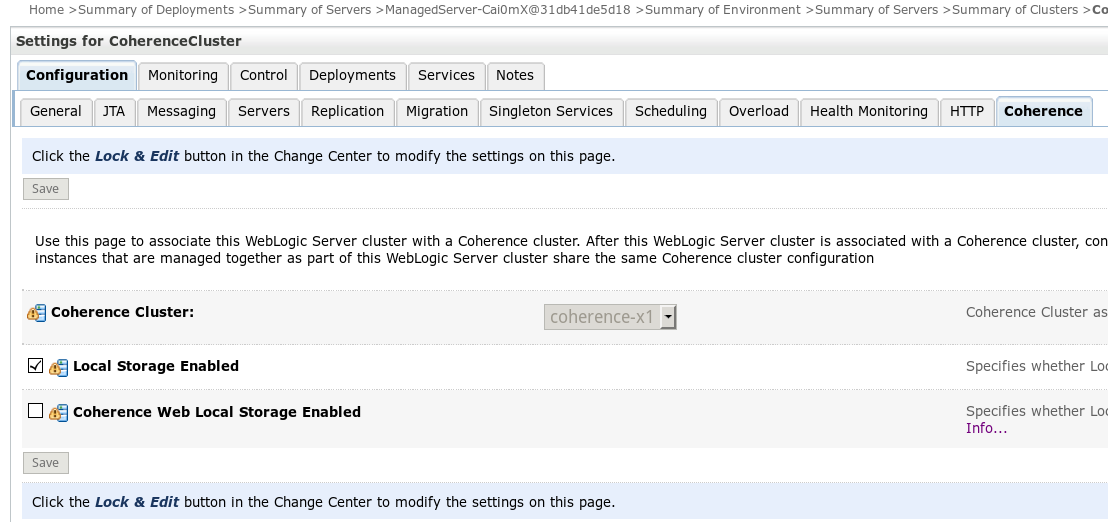 Home >Summary of Deployments >Summary of Servers >ManagedServer-Cai0mX@31db41de5d18 >Summary of Environment >Summary of Servers >Summary of Clusters >Co
Settings for CoherenceCluster
Configuration Monitoring Control Deployments Services Notes
General JTA Messaging Servers Replication Migration Singleton Services Scheduling Overload Health Monitoring HTTP Coherence
Click the Lock & Edit button in the Change Center to modify the settings on this page.
Save
Use this page to associate this WebLogic Server cluster with a Coherence cluster. After this WebLogic Server cluster is associated with a Coherence cluster, con
instances that are managed together as part of this WebLogic Server cluster share the same Coherence cluster configuration
Coherence Cluster: coherence-x1 Coherence Cluster as
Local Storage Enabled Specifies whether Loc
Coherence Web Local Storage Enabled Specifies whether Loc
Info...
Save
Click the Lock & Edit button in the Change Center to modify the settings on this page.